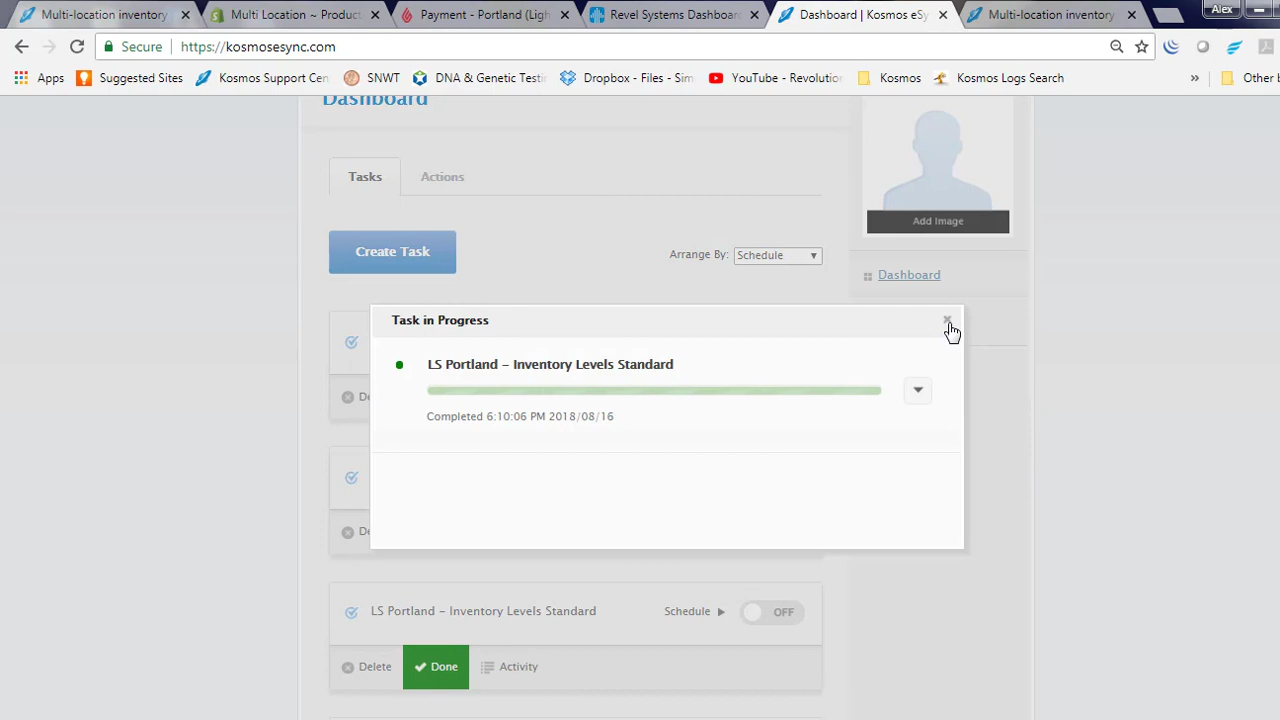 Multi-location inventory
Multi Location ~ Product
Payment - Portland (Ligh
Revel Systems Dashboard
Dashboard | Kosmos eSy
Multi-location inventory
Alex
Secure
https://kosmosesync.com
Apps
Suggested Sites
Kosmos Support Cen
SNWT
DNA & Genetic Testi
Dropbox - Files - Sim
YouTube - Revolutio
Kosmos
Kosmos Logs Search
»
Other b
Dashboard
Tasks
Actions
Add Image
Create Task
Arrange By:
Schedule
Dashboard
Task in Progress
LS Portland – Inventory Levels Standard
Completed 6:10:06 PM 2018/08/16
De
De
LS Portland – Inventory Levels Standard
Schedule
OFF
Delete
Done
Activity